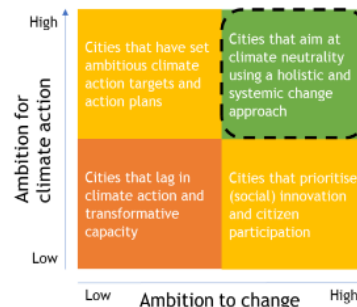 High
Cities that have set
ambitious climate
action targets and
action plans
Cities that aim at
climate neutrality
using a holistic and
systemic change
approach
Ambition for
climate action
Cities that lag in
climate action and
transformative
capacity
Cities that prioritise
(social) innovation
and citizen
participation
Low
Low
High
Ambition to change